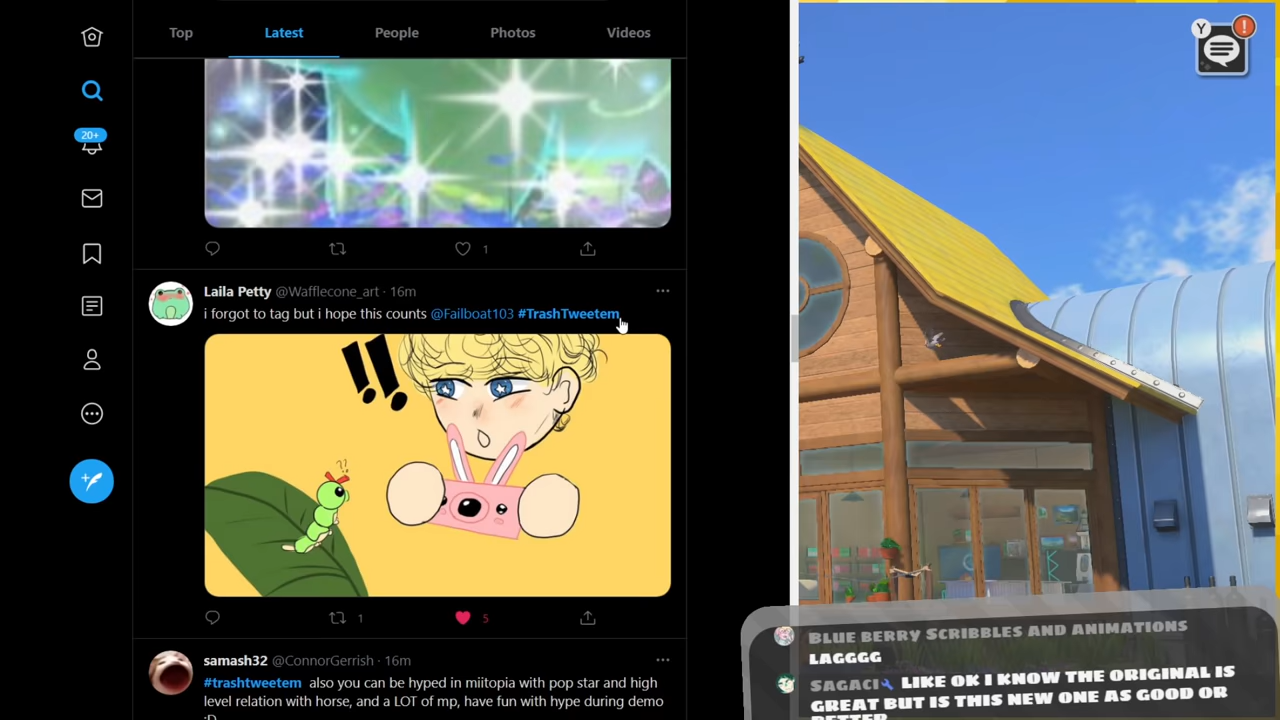 Top
Latest
People
Photos
Videos
20+
1
Laila Petty @Wafflecone_art · 16m
i forgot to tag but i hope this counts @Failboat103 #TrashTweetem
!!
??
1
5
samash32 @ConnorGerrish · 16m
#trashtweetem also you can be hyped in miitopia with pop star and high
level relation with horse, and a LOT of mp, have fun with hype during demo
:D
Y
!
BLUE BERRY SCRIBBLES AND ANIMATIONS
LAGGGG
SAGACI LIKE OK I KNOW THE ORIGINAL IS
GREAT BUT IS THIS NEW ONE AS GOOD OR
BETTER